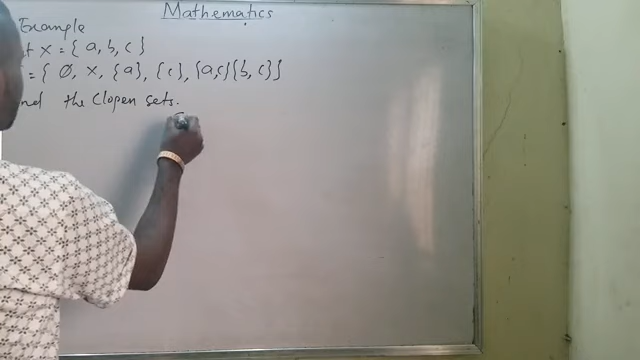 Mathematics
Example
X = { a, b, c }
= { Ø, X, {a}, {c}, {a,c}{b, c}}
the Clopen sets.